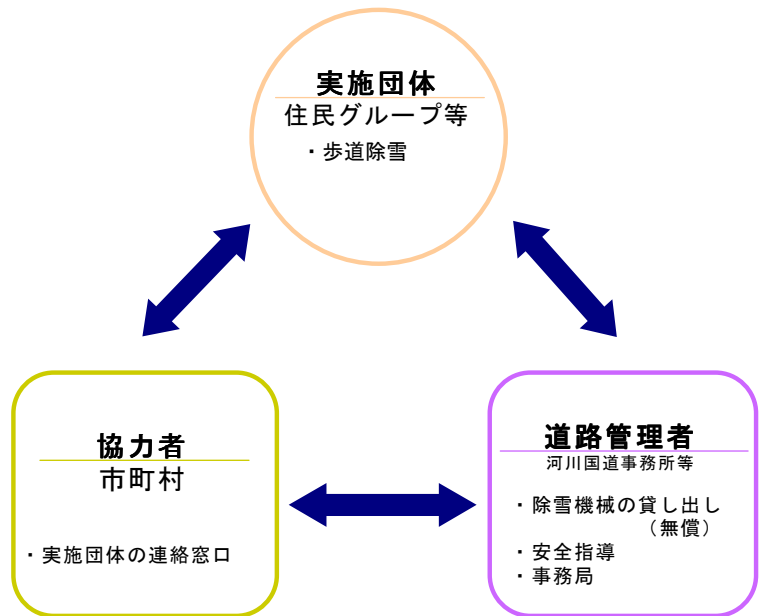 実施団体
住民グループ等
・歩道除雪
協力者
市町村
・実施団体の連絡窓口
道路管理者
河川国道事務所等
・除雪機械の貸し出し
（無償）
・安全指導
・事務局